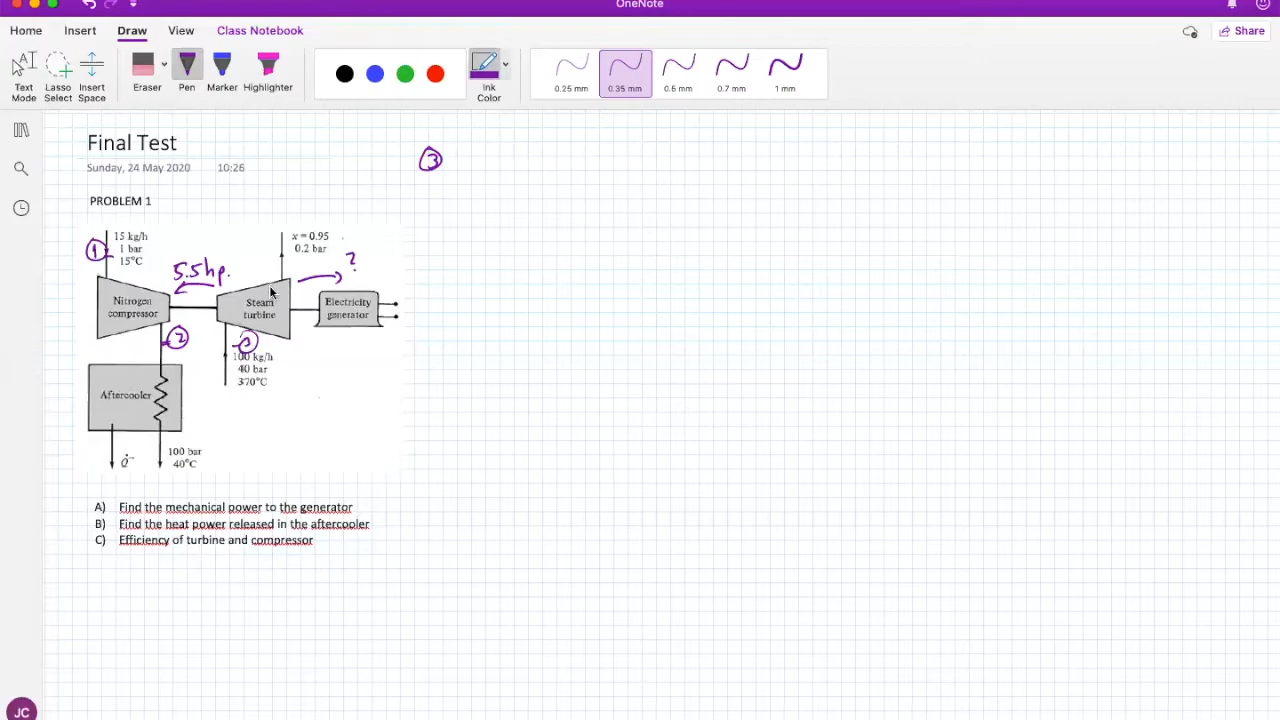 OneNote
Home Insert Draw View Class Notebook Share
Text Mode
Lasso Select
Insert Space
Eraser
Pen
Marker
Highlighter
Ink Color
0.25 mm
0.35 mm
0.5 mm
0.7 mm
1 mm
Final Test
Sunday, 24 May 2020 10:26
3
PROBLEM 1
15 kg/h
1 bar
15°C
1
x = 0.95
0.2 bar
5.5 hp.
?
Nitrogen compressor
Steam turbine
Electricity generator
2
100 kg/h
40 bar
370°C
Aftercooler
Q̇
100 bar
40°C
A) Find the mechanical power to the generator
B) Find the heat power released in the aftercooler
C) Efficiency of turbine and compressor
JC